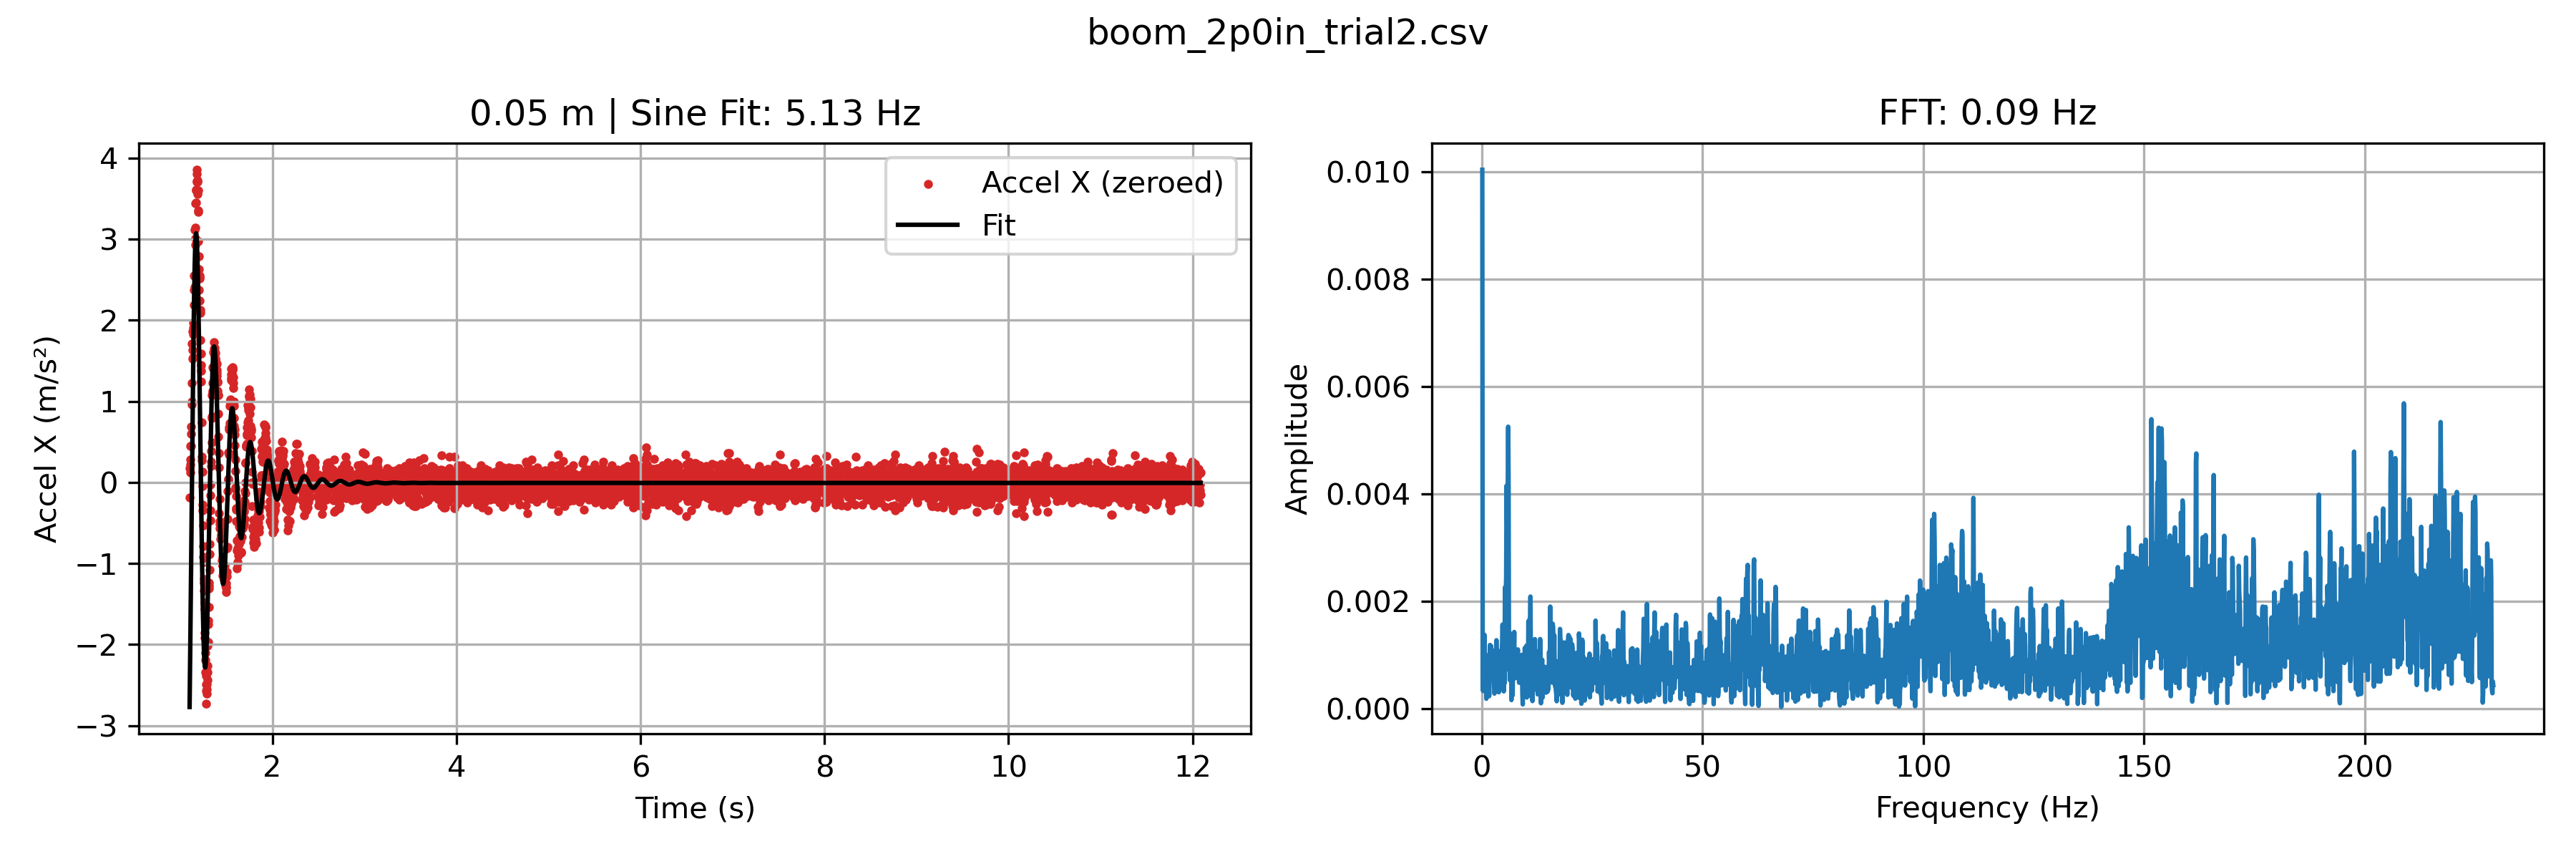 boom_2p0in_trial2.csv
0.05 m | Sine Fit: 5.13 Hz
Accel X (zeroed)
Fit
4
3
2
1
0
−1
−2
−3
Accel X (m/s²)
2
4
6
8
10
12
Time (s)
FFT: 0.09 Hz
0.010
0.008
0.006
0.004
0.002
0.000
Amplitude
0
50
100
150
200
Frequency (Hz)